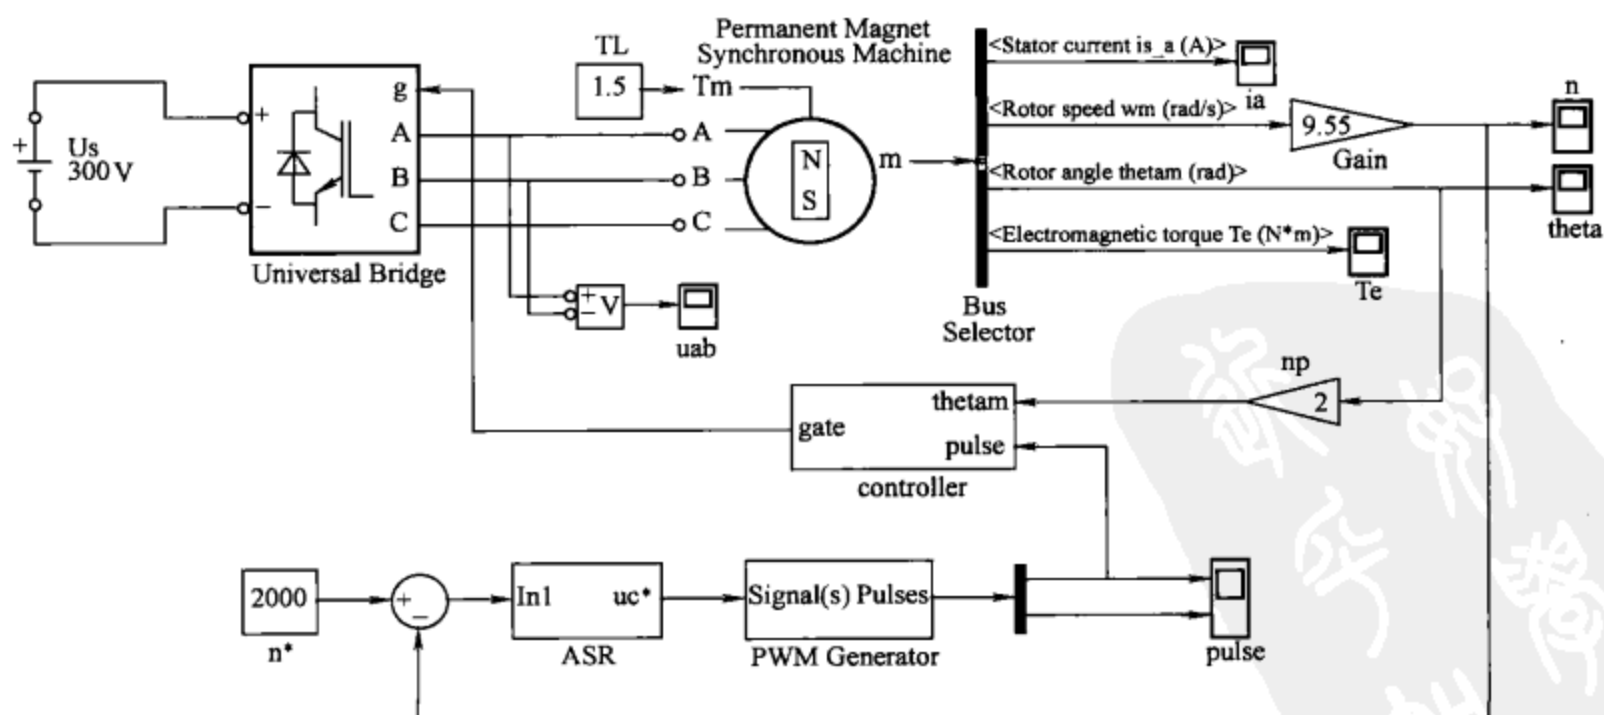 Permanent Magnet
Synchronous Machine
TL
1.5
Tm
<Stator current is_a (A)>
ia
<Rotor speed wm (rad/s)>
9.55
Gain
n
+
Us
300 V
+
−
g
A
B
C
Universal Bridge
A
B
C
N
S
m
<Rotor angle thetam (rad)>
theta
<Electromagnetic torque Te (N*m)>
Te
Bus
Selector
+
−
V
uab
np
2
thetam
gate
pulse
controller
2000
n*
+
−
In1
uc*
ASR
Signal(s) Pulses
PWM Generator
pulse